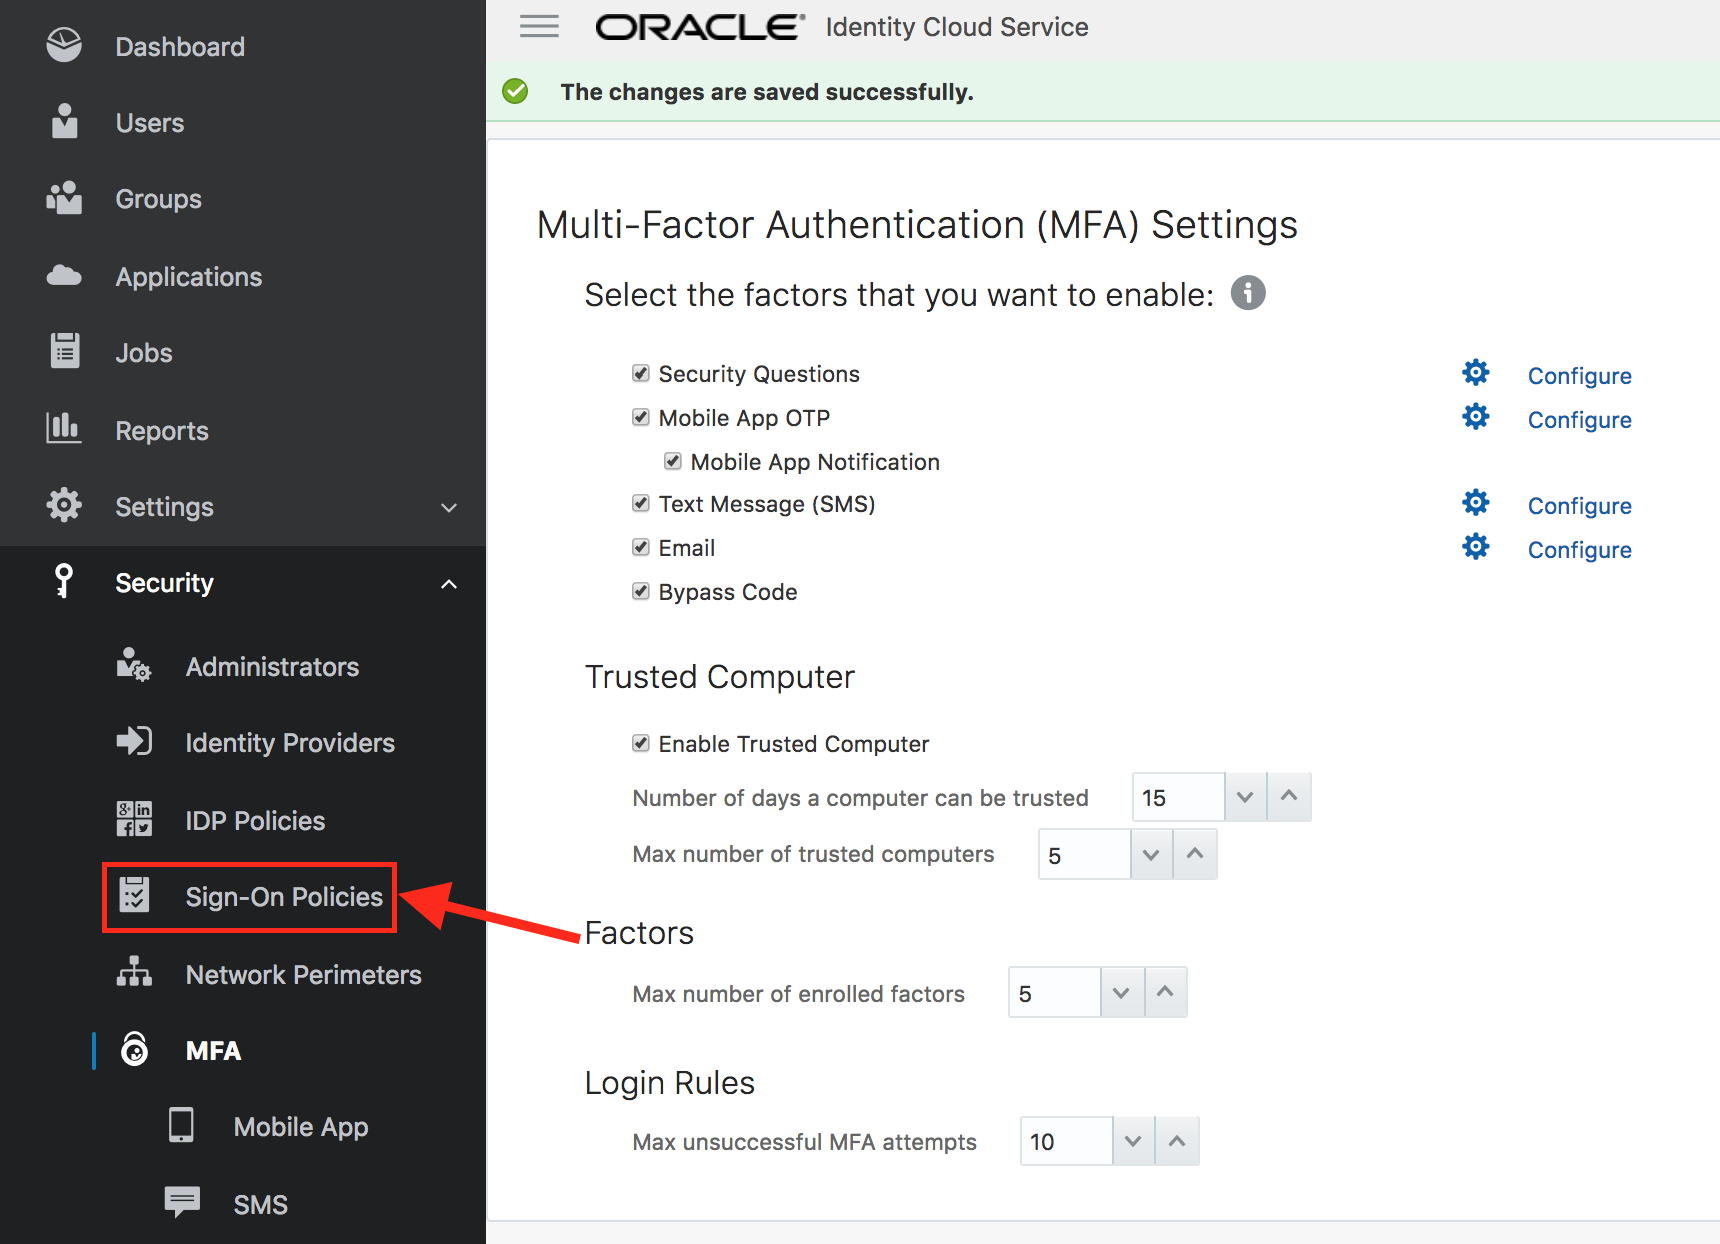 Dashboard
Users
Groups
Applications
Jobs
Reports
Settings
Security
Administrators
Identity Providers
IDP Policies
Sign-On Policies
Network Perimeters
MFA
Mobile App
SMS
ORACLE® Identity Cloud Service
The changes are saved successfully.
Multi-Factor Authentication (MFA) Settings
Select the factors that you want to enable:
Security Questions Configure
Mobile App OTP Configure
Mobile App Notification
Text Message (SMS) Configure
Email Configure
Bypass Code
Trusted Computer
Enable Trusted Computer
Number of days a computer can be trusted 15
Max number of trusted computers 5
Factors
Max number of enrolled factors 5
Login Rules
Max unsuccessful MFA attempts 10